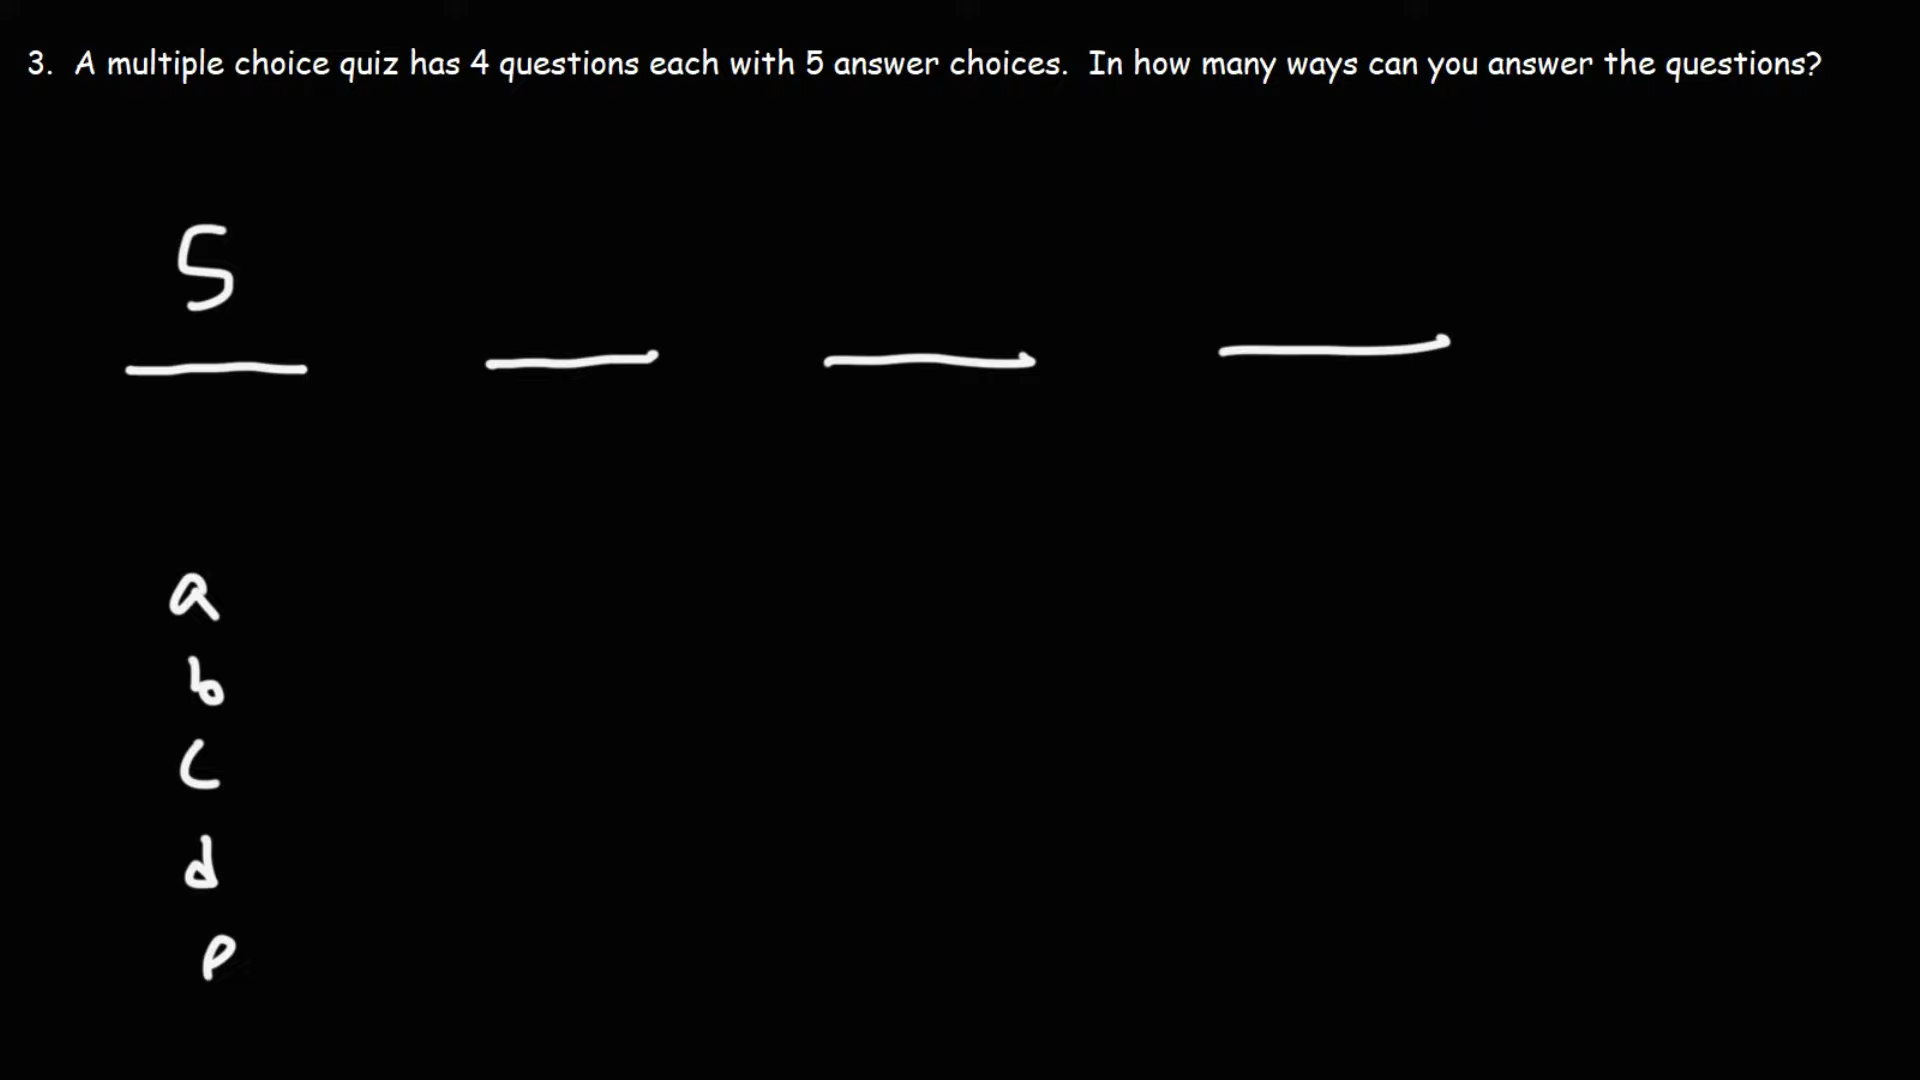 3. A multiple choice quiz has 4 questions each with 5 answer choices. In how many ways can you answer the questions?
5
a
b
c
d
e